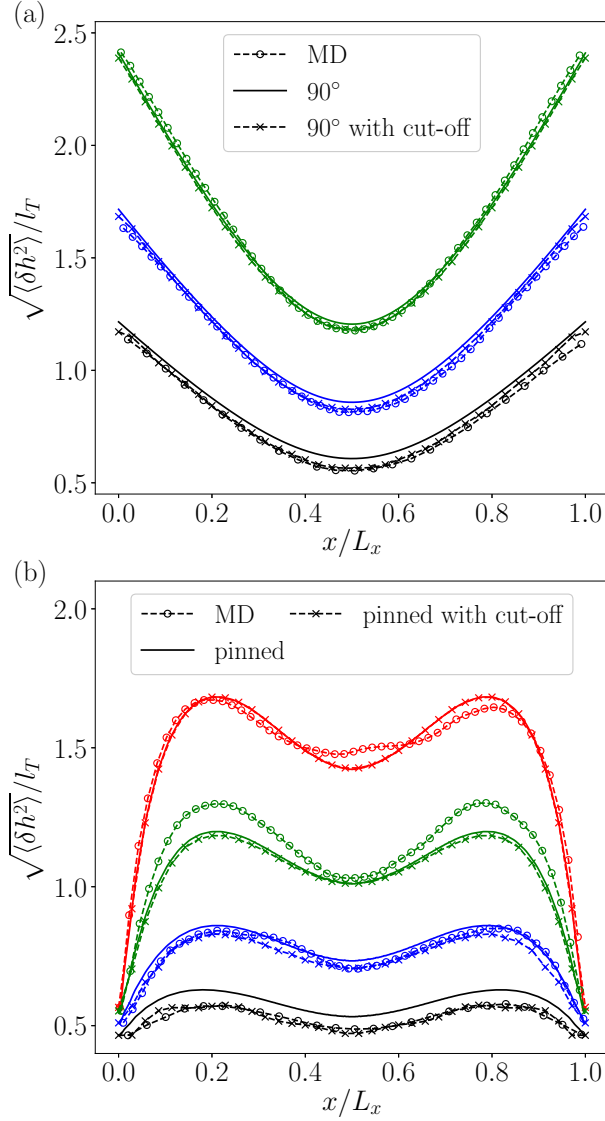 (a)
2.5
2.0
1.5
1.0
0.5
√⟨δh²⟩/l_T
MD
90°
90° with cut-off
0.0 0.2 0.4 0.6 0.8 1.0
x/L_x
(b)
2.0
1.5
1.0
0.5
√⟨δh²⟩/l_T
MD pinned with cut-off
pinned
0.0 0.2 0.4 0.6 0.8 1.0
x/L_x